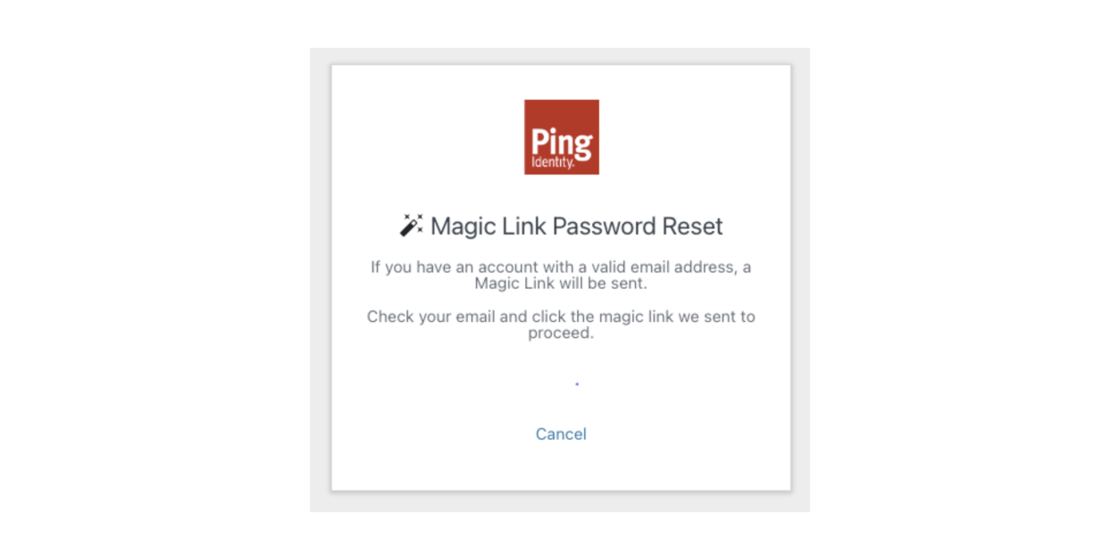 Ping
Identity.
Magic Link Password Reset
If you have an account with a valid email address, a
Magic Link will be sent.
Check your email and click the magic link we sent to
proceed.
Cancel